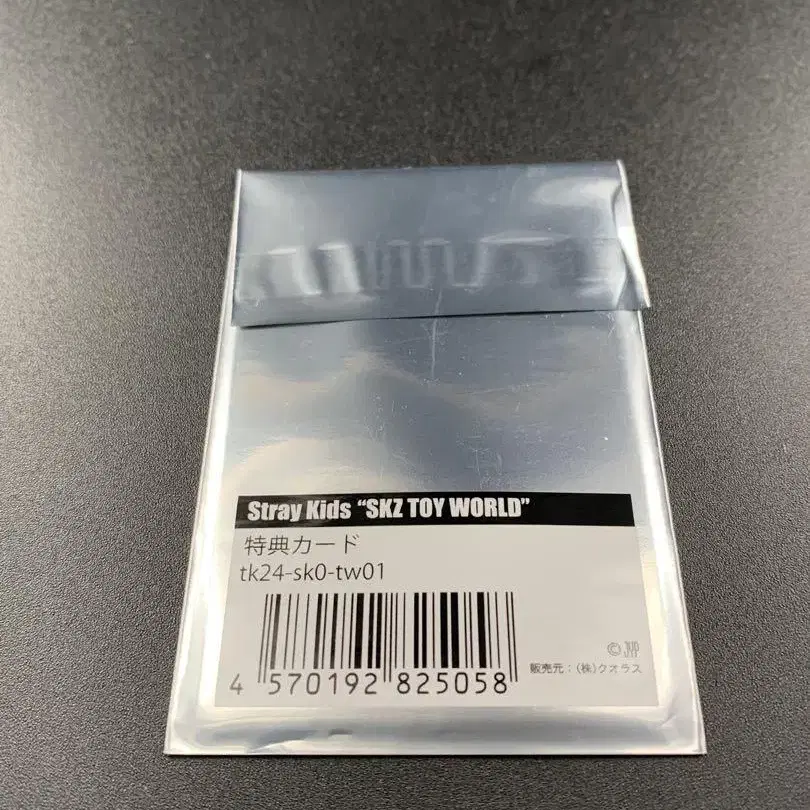 Stray Kids “SKZ TOY WORLD”
特典カード
tk24-sk0-tw01
4 570192 825058
© JYP
販売元：(株)クオラス